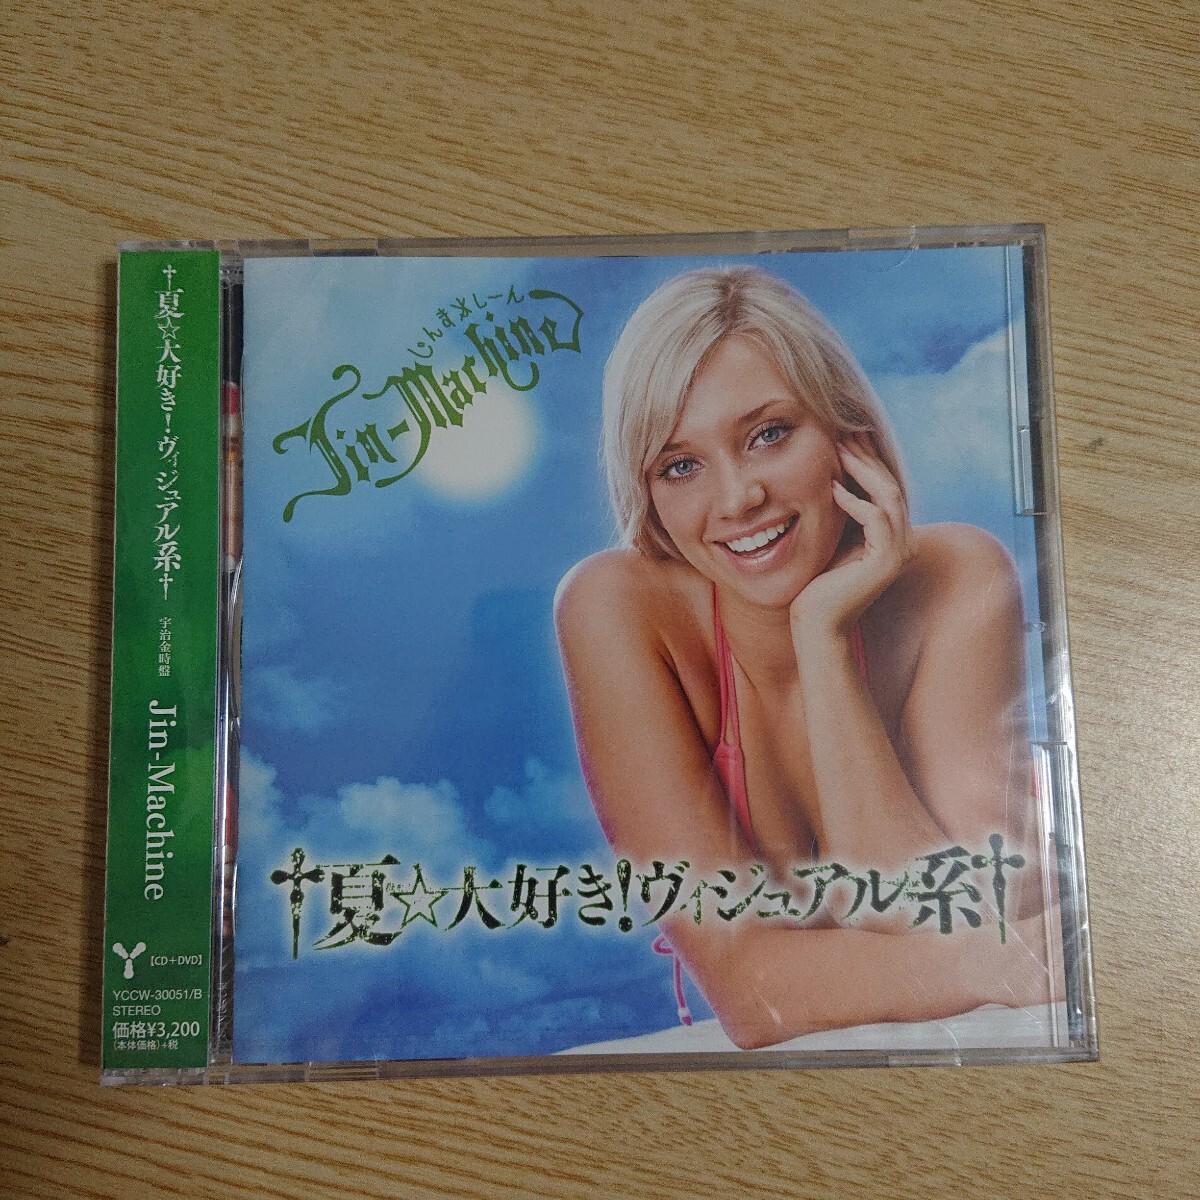 †夏☆大好き!ヴィジュアル系†
宇治金時盤
Jin-Machine
【CD+DVD】
YCCW-30051/B
STEREO
価格¥3,200
(本体価格)+税
じんましーん
Jin-Machine
†夏☆大好き!ヴィジュアル系†